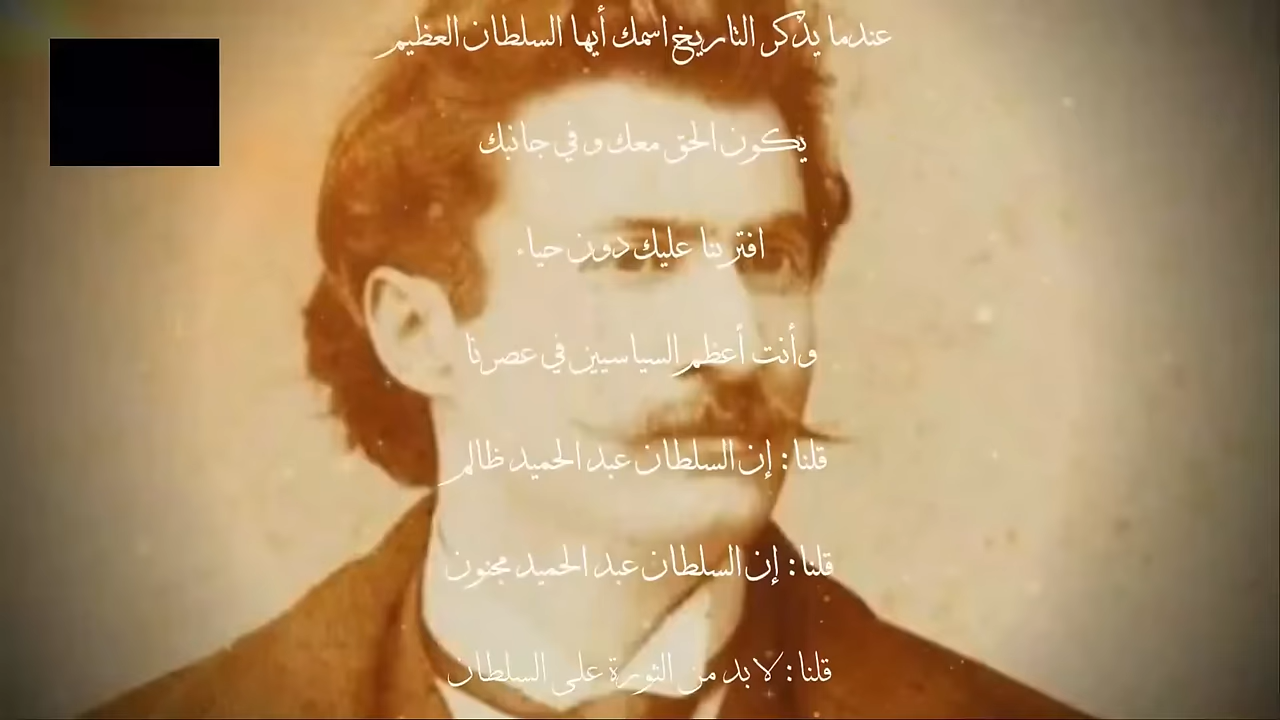 عندما يذكر التاريخ اسمك أيها السلطان العظيم
يكون الحق معك و في جانبك
افترينا عليك دون حياء
وأنت أعظم السياسيين في عصرنا
قلنا : إن السلطان عبد الحميد ظالم
قلنا : إن السلطان عبد الحميد مجنون
قلنا : لا بد من الثورة على السلطان